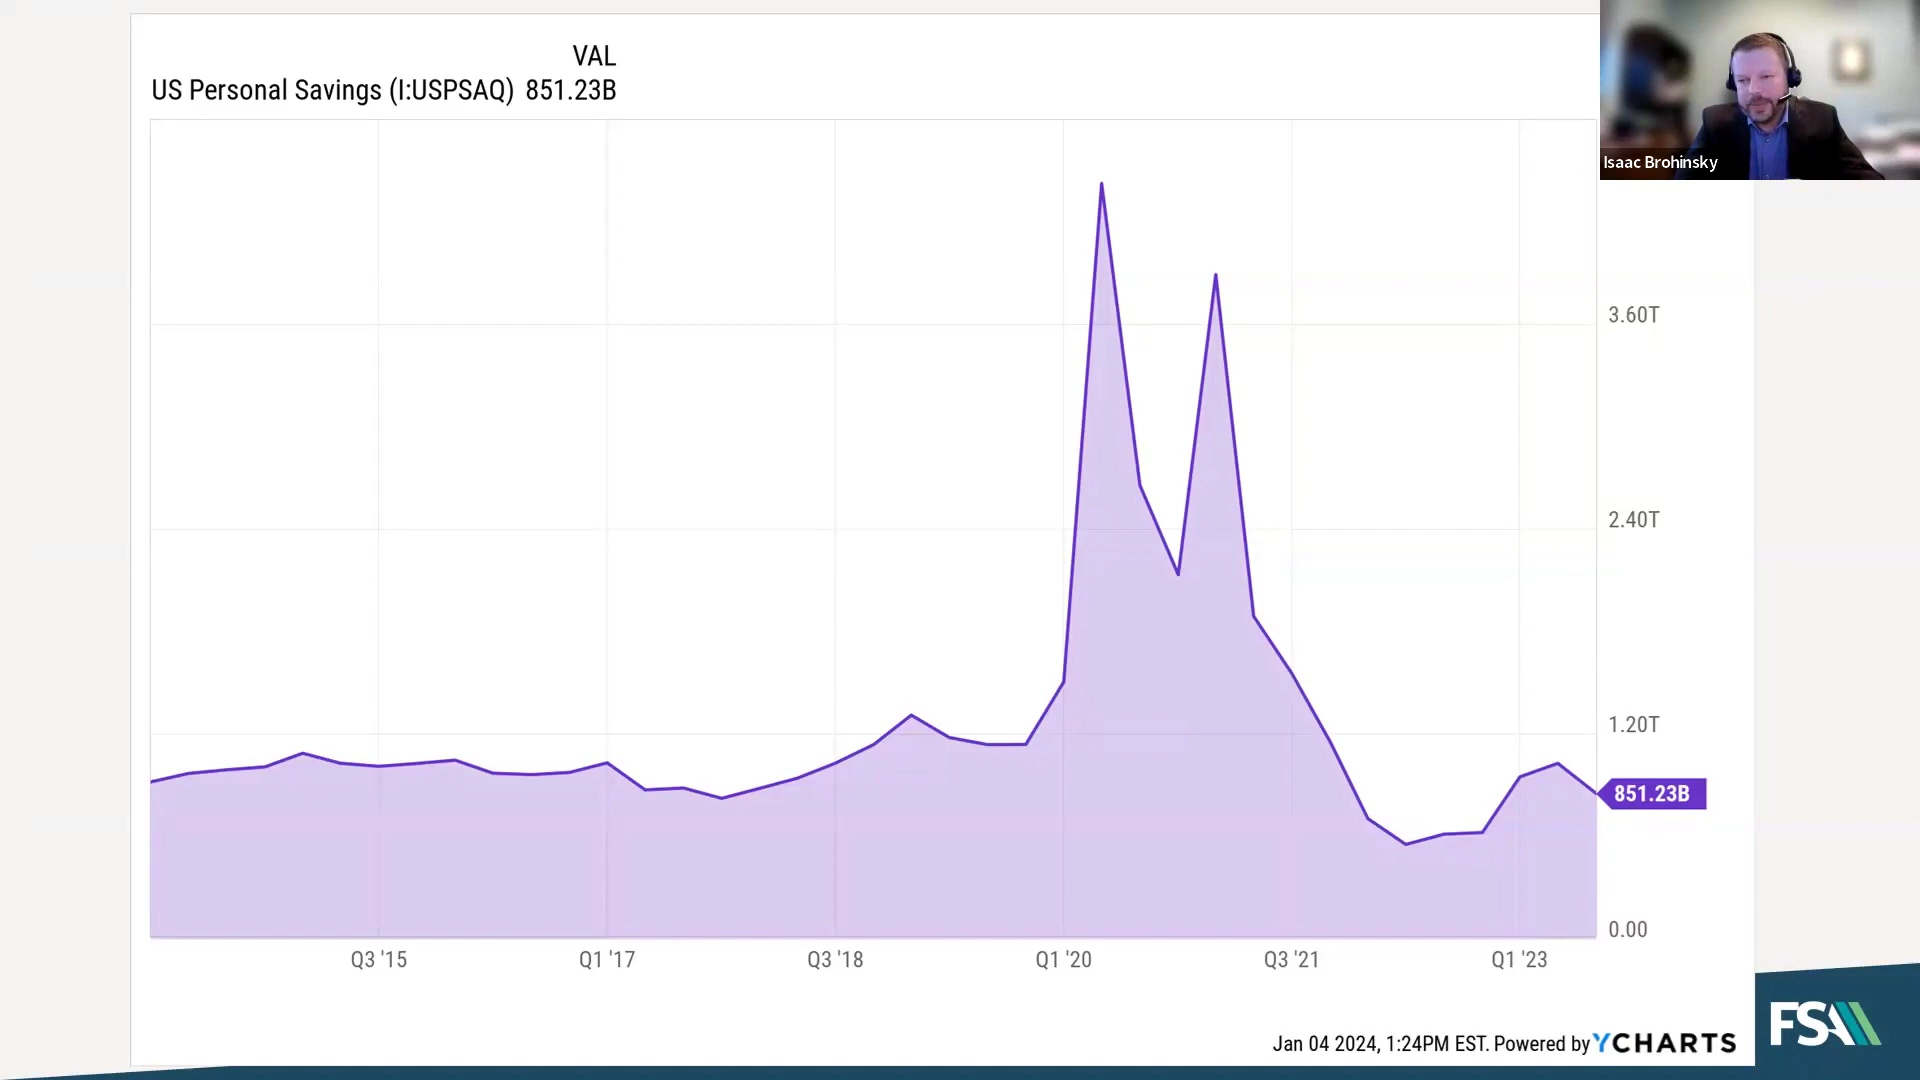 VAL
US Personal Savings (I:USPSAQ) 851.23B
Isaac Brohinsky
3.60T
2.40T
1.20T
851.23B
0.00
Q3 '15 Q1 '17 Q3 '18 Q1 '20 Q3 '21 Q1 '23
Jan 04 2024, 1:24PM EST. Powered by YCHARTS
FSA